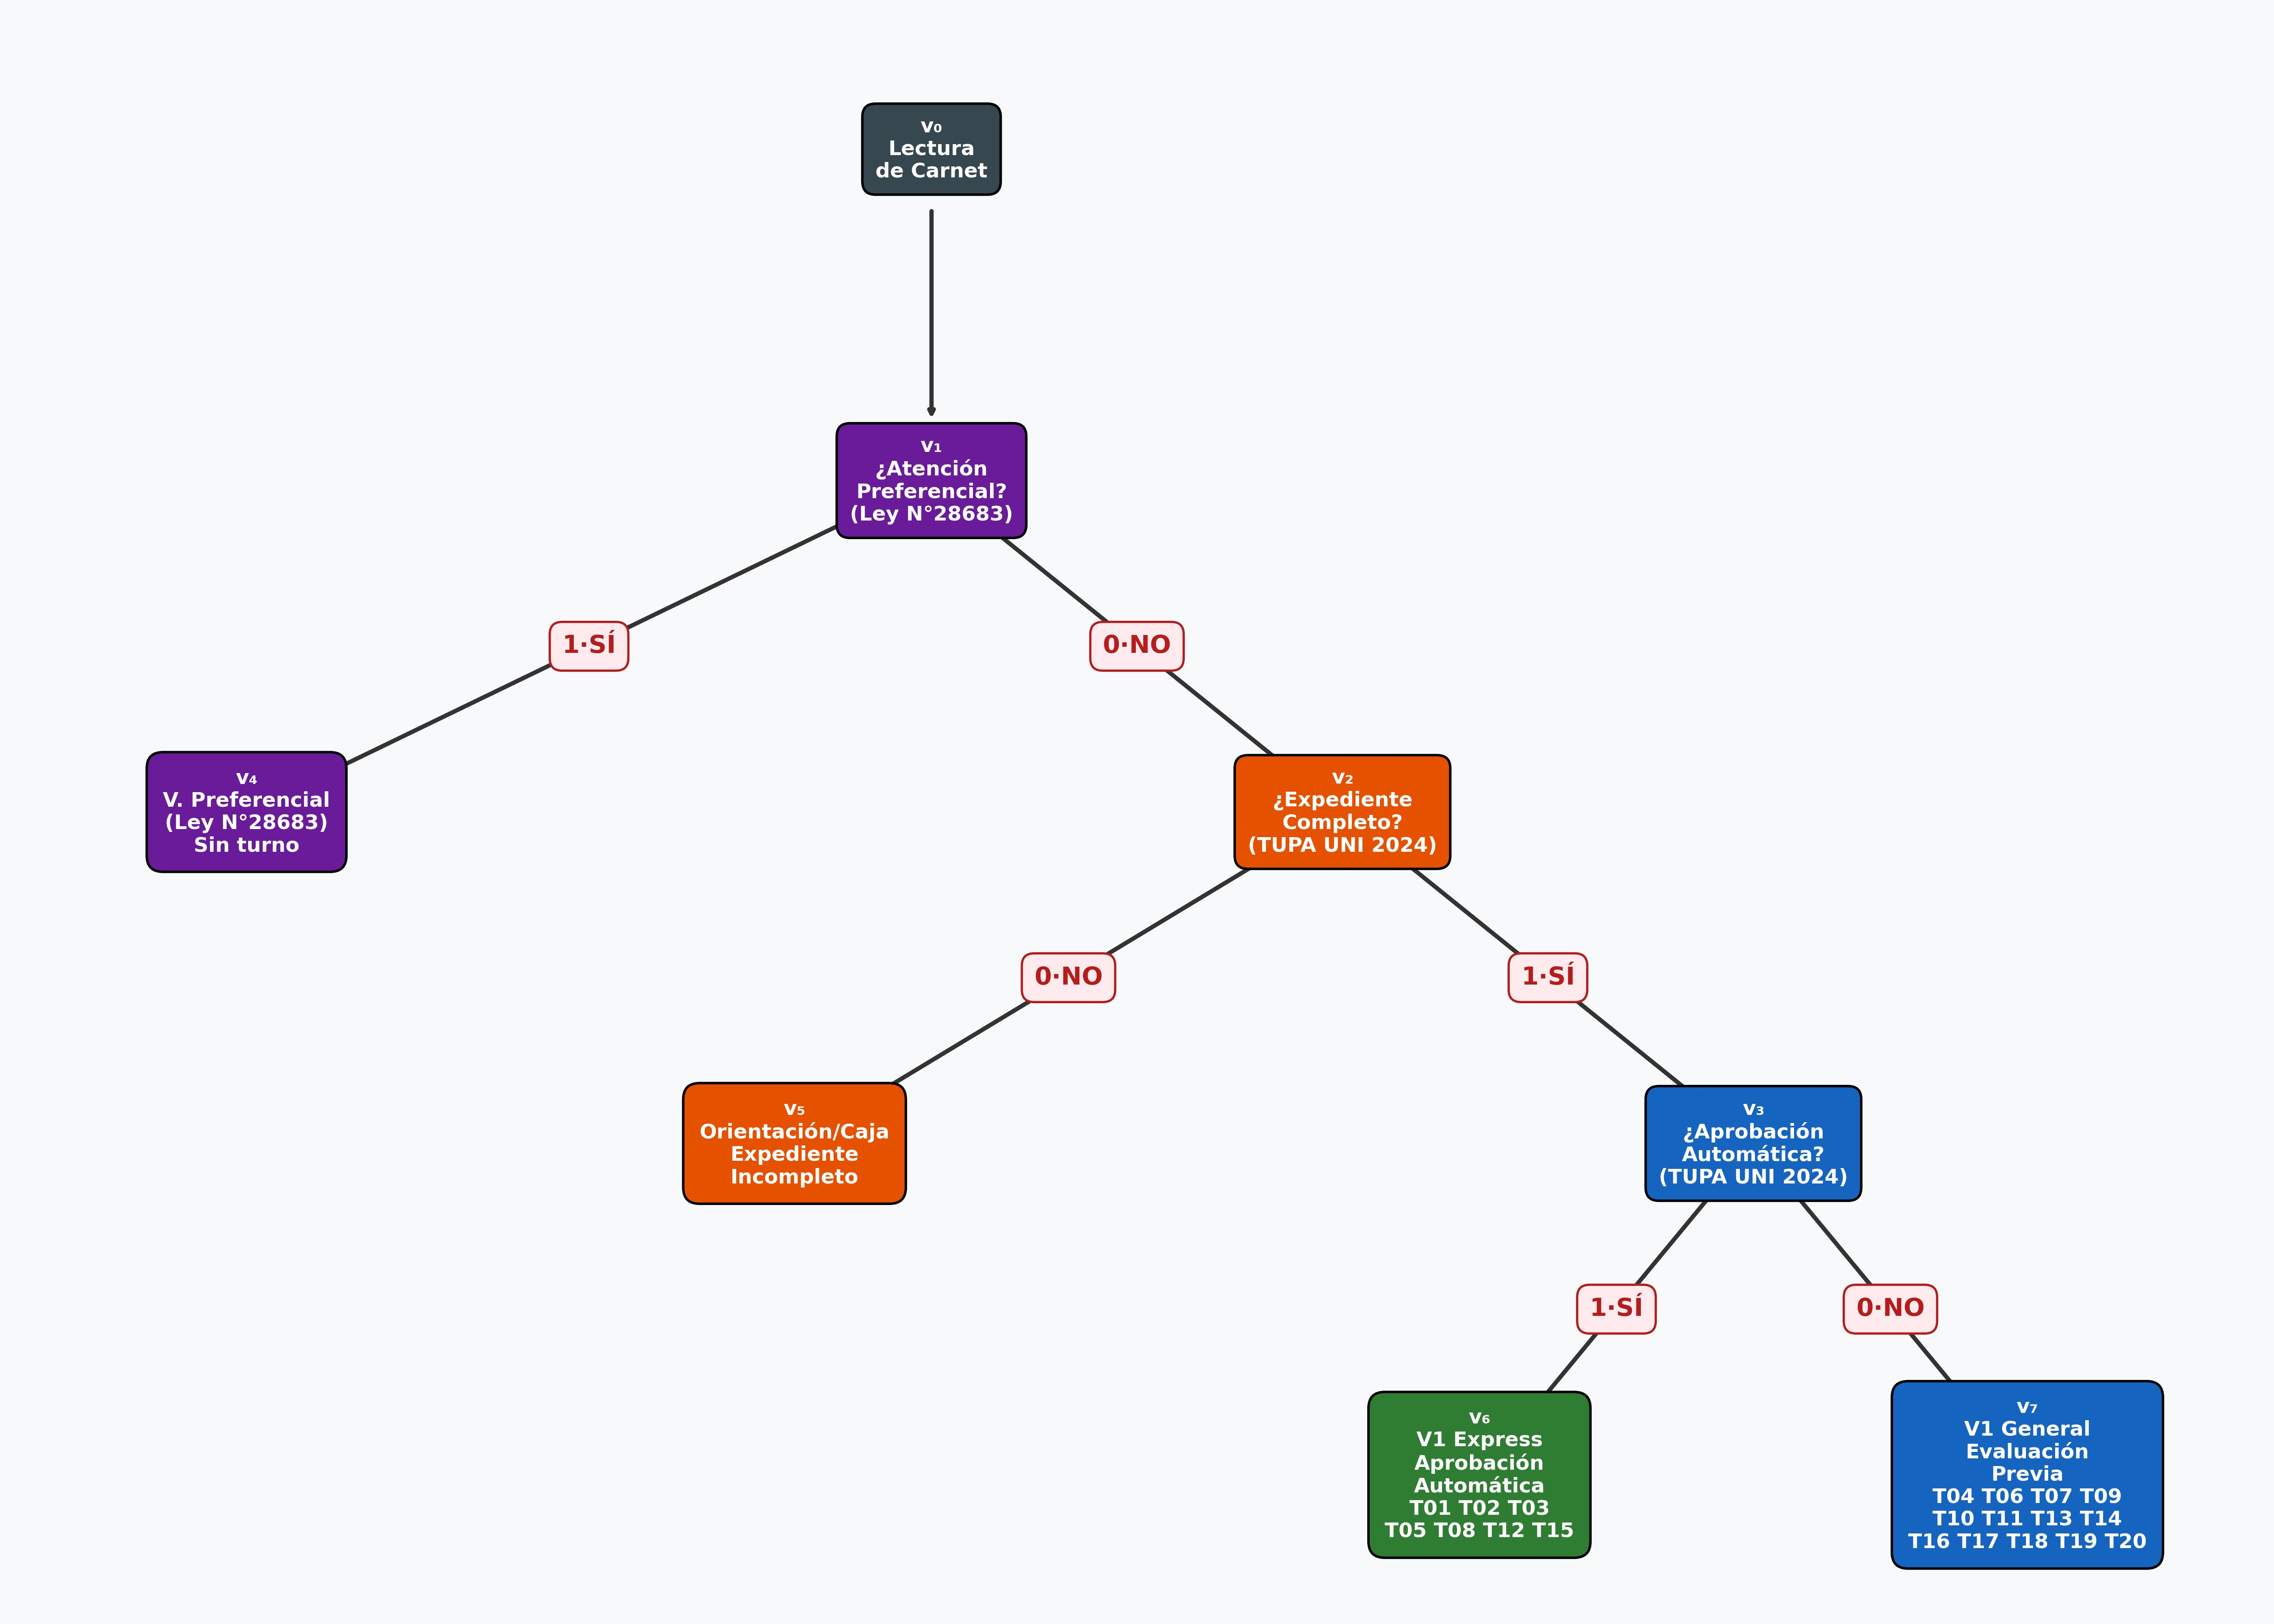 v₀
Lectura
de Carnet
v₁
¿Atención
Preferencial?
(Ley N°28683)
1·SÍ
0·NO
v₄
V. Preferencial
(Ley N°28683)
Sin turno
v₂
¿Expediente
Completo?
(TUPA UNI 2024)
0·NO
1·SÍ
v₅
Orientación/Caja
Expediente
Incompleto
v₃
¿Aprobación
Automática?
(TUPA UNI 2024)
1·SÍ
0·NO
v₆
V1 Express
Aprobación
Automática
T01 T02 T03
T05 T08 T12 T15
v₇
V1 General
Evaluación
Previa
T04 T06 T07 T09
T10 T11 T13 T14
T16 T17 T18 T19 T20